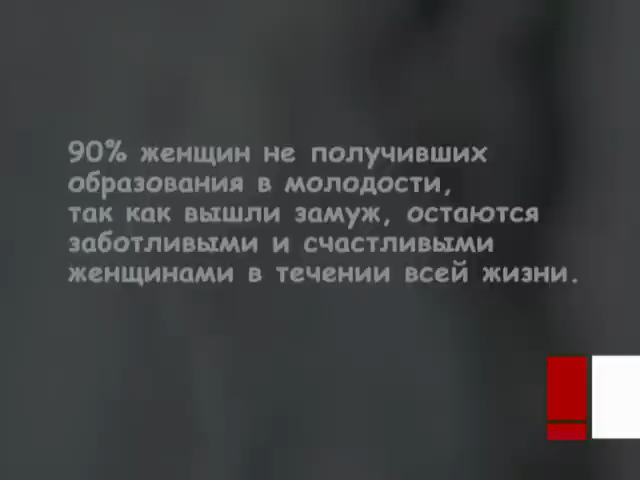 90% женщин не получивших
образования в молодости,
так как вышли замуж, остаются
заботливыми и счастливыми
женщинами в течении всей жизни.